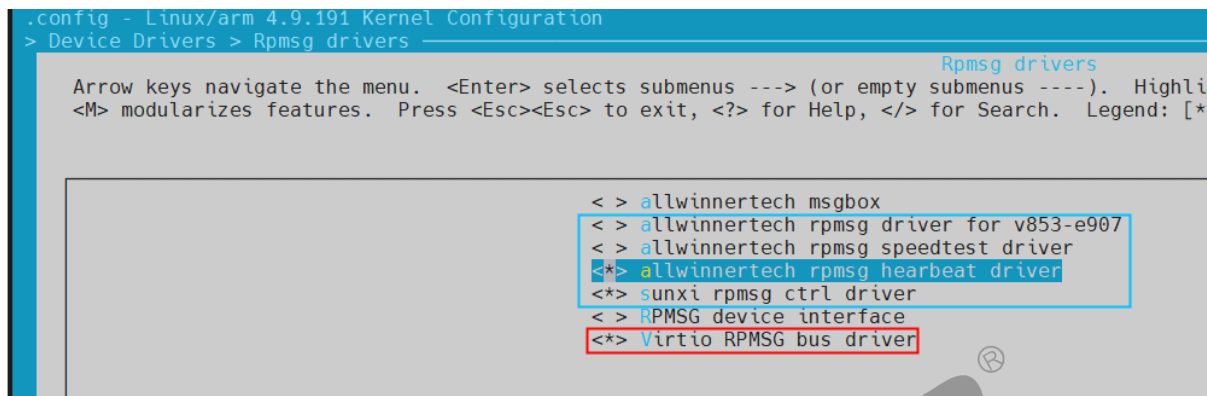 .config - Linux/arm 4.9.191 Kernel Configuration
> Device Drivers > Rpmsg drivers
Rpmsg drivers
Arrow keys navigate the menu. <Enter> selects submenus ---> (or empty submenus ----). Highli
<M> modularizes features. Press <Esc><Esc> to exit, <?> for Help, </> for Search. Legend: [*
< > allwinnertech msgbox
< > allwinnertech rpmsg driver for v853-e907
< > allwinnertech rpmsg speedtest driver
<*> allwinnertech rpmsg hearbeat driver
<*> sunxi rpmsg ctrl driver
< > RPMSG device interface
<*> Virtio RPMSG bus driver
®